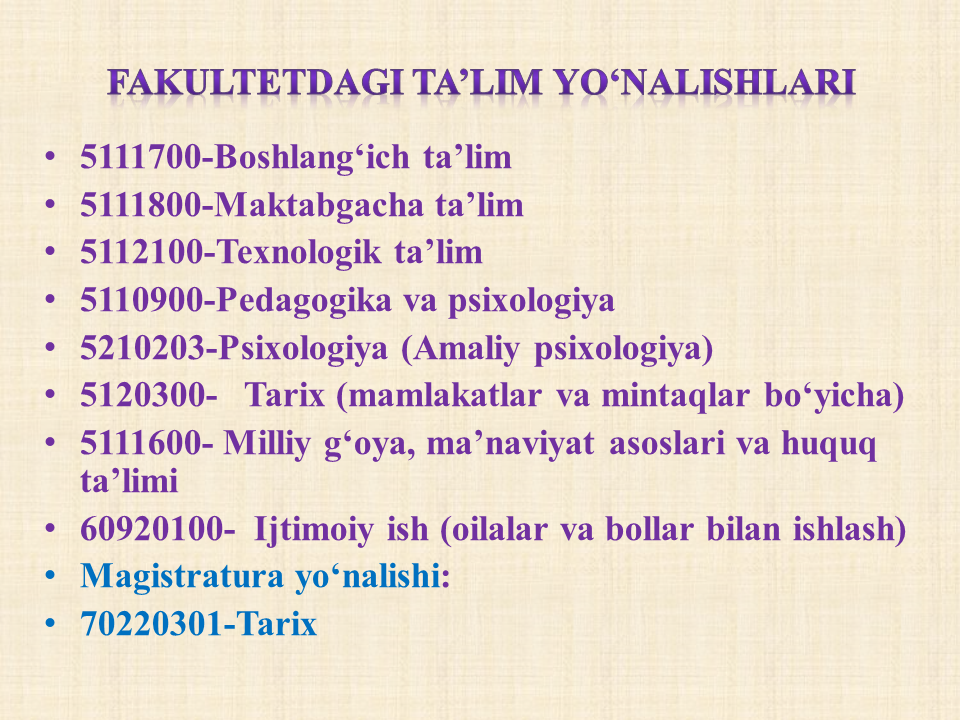 FAKULTETDAGI TA’LIM YO‘NALISHLARI
• 5111700-Boshlang‘ich ta’lim
• 5111800-Maktabgacha ta’lim
• 5112100-Texnologik ta’lim
• 5110900-Pedagogika va psixologiya
• 5210203-Psixologiya (Amaliy psixologiya)
• 5120300- Tarix (mamlakatlar va mintaqlar bo‘yicha)
• 5111600- Milliy g‘oya, ma’naviyat asoslari va huquq
ta’limi
• 60920100- Ijtimoiy ish (oilalar va bollar bilan ishlash)
• Magistratura yo‘nalishi:
• 70220301-Tarix